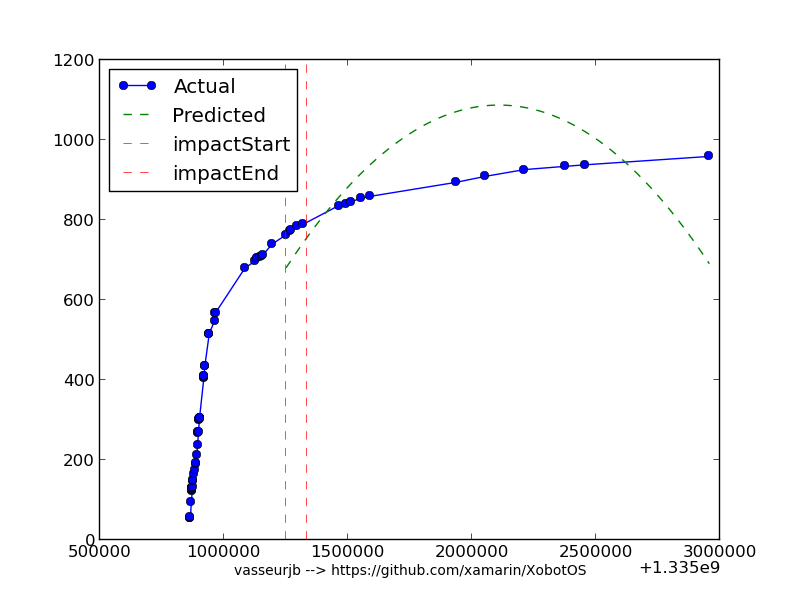 1200
1000
800
600
400
200
0
Actual
Predicted
impactStart
impactEnd
500000 1000000 1500000 2000000 2500000 3000000
+1.335e9
vasseurjb --> https://github.com/xamarin/XobotOS